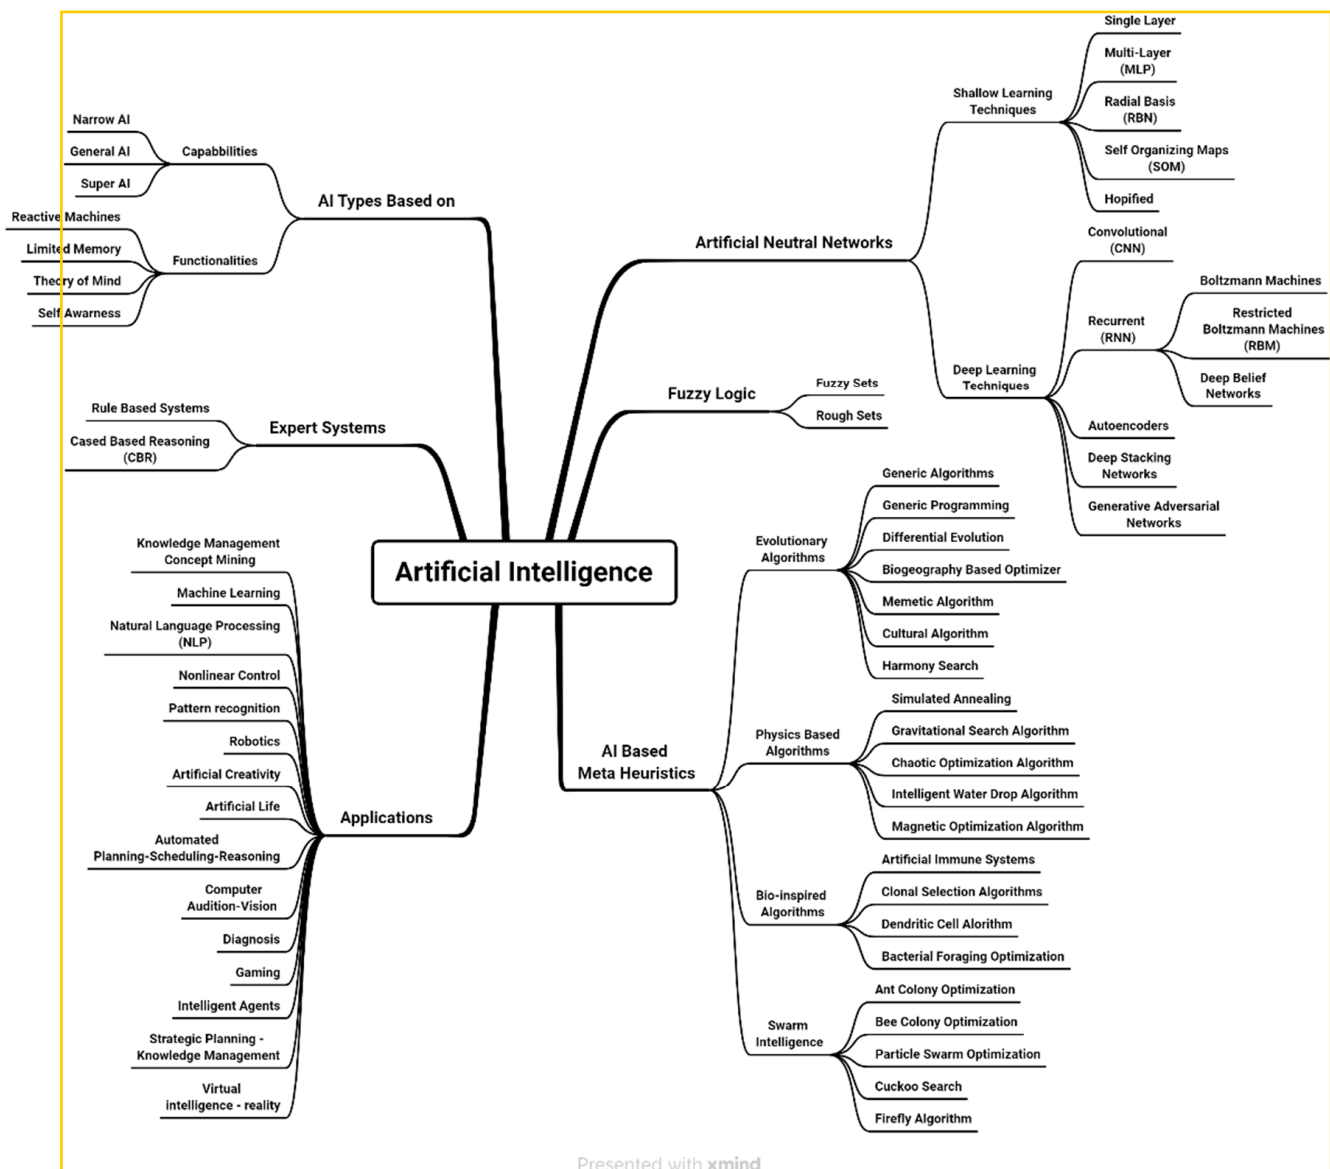 Artificial Intelligence
AI Types Based on
Capabbilities
Narrow AI
General AI
Super AI
Functionalities
Reactive Machines
Limited Memory
Theory of Mind
Self Awarness
Expert Systems
Rule Based Systems
Cased Based Reasoning
(CBR)
Applications
Knowledge Management
Concept Mining
Machine Learning
Natural Language Processing
(NLP)
Nonlinear Control
Pattern recognition
Robotics
Artificial Creativity
Artificial Life
Automated
Planning-Scheduling-Reasoning
Computer
Audition-Vision
Diagnosis
Gaming
Intelligent Agents
Strategic Planning -
Knowledge Management
Virtual
intelligence - reality
Artificial Neutral Networks
Shallow Learning
Techniques
Single Layer
Multi-Layer
(MLP)
Radial Basis
(RBN)
Self Organizing Maps
(SOM)
Hopified
Deep Learning
Techniques
Convolutional
(CNN)
Recurrent
(RNN)
Boltzmann Machines
Restricted
Boltzmann Machines
(RBM)
Deep Belief
Networks
Autoencoders
Deep Stacking
Networks
Generative Adversarial
Networks
Fuzzy Logic
Fuzzy Sets
Rough Sets
AI Based
Meta Heuristics
Evolutionary
Algorithms
Generic Algorithms
Generic Programming
Differential Evolution
Biogeography Based Optimizer
Memetic Algorithm
Cultural Algorithm
Harmony Search
Physics Based
Algorithms
Simulated Annealing
Gravitational Search Algorithm
Chaotic Optimization Algorithm
Intelligent Water Drop Algorithm
Magnetic Optimization Algorithm
Bio-inspired
Algorithms
Artificial Immune Systems
Clonal Selection Algorithms
Dendritic Cell Alorithm
Bacterial Foraging Optimization
Swarm
Intelligence
Ant Colony Optimization
Bee Colony Optimization
Particle Swarm Optimization
Cuckoo Search
Firefly Algorithm
Presented with xmind